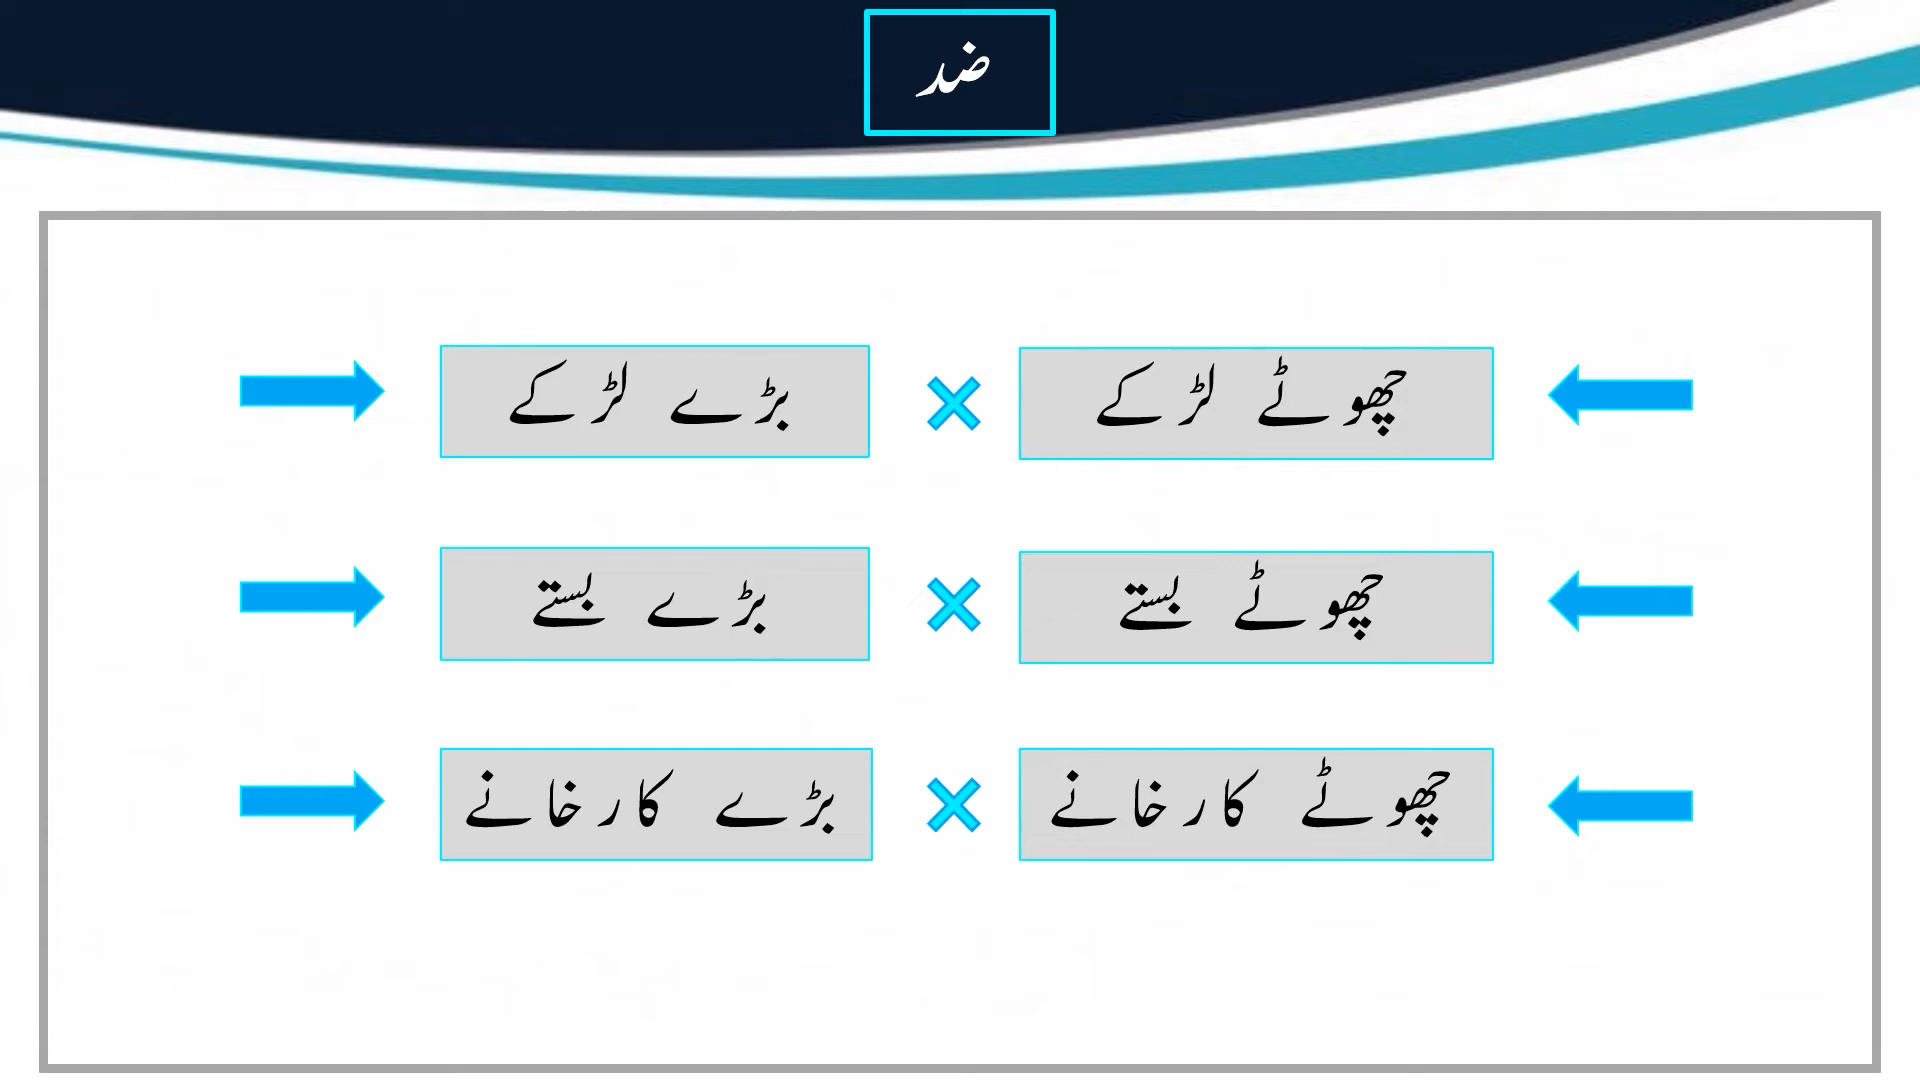 ضد
چھوٹے لڑکے × بڑے لڑکے
چھوٹے بستے × بڑے بستے
چھوٹے کارخانے × بڑے کارخانے